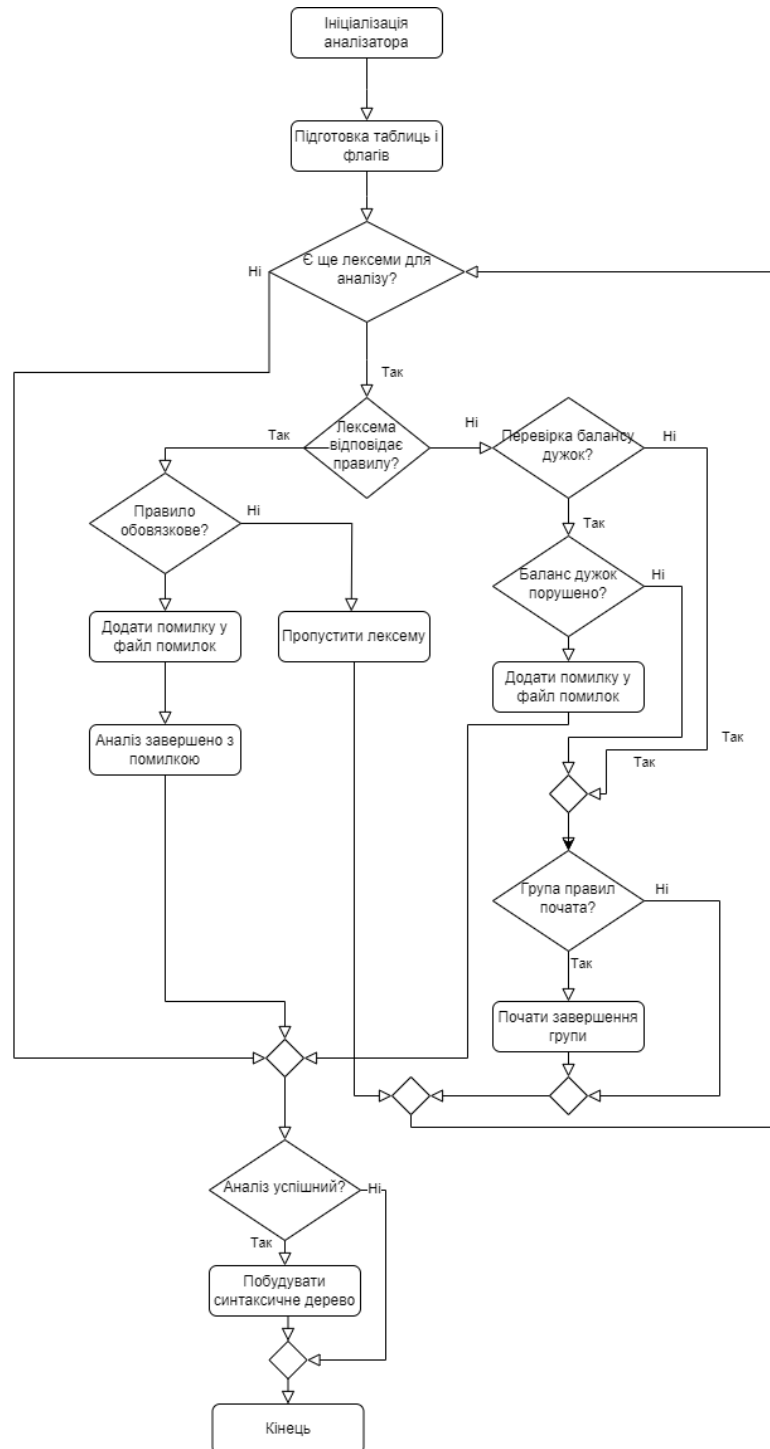 Ініціалізація
аналізатора
Підготовка таблиць і
флагів
Є ще лексеми для
аналізу?
Ні
Так
Лексема
відповідає
правилу?
Так
Ні
Перевірка балансу
дужок?
Ні
Так
Правило
обовязкове?
Ні
Баланс дужок
порушено?
Ні
Додати помилку у
файл помилок
Пропустити лексему
Додати помилку у
файл помилок
Аналіз завершено з
помилкою
Так
Так
Група правил
почата?
Ні
Так
Почати завершення
групи
Аналіз успішний?
Ні
Так
Побудувати
синтаксичне дерево
Кінець